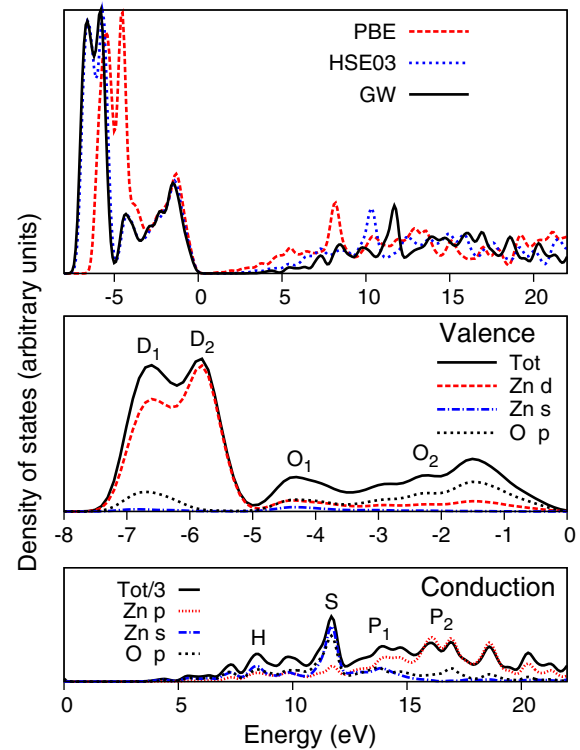 PBE
HSE03
GW
-5 0 5 10 15 20
Density of states (arbitrary units)
Valence
D1 D2
Tot
Zn d
Zn s
O p
O1 O2
-8 -7 -6 -5 -4 -3 -2 -1 0
Conduction
Tot/3
Zn p
Zn s
O p
H S P1 P2
0 5 10 15 20
Energy (eV)